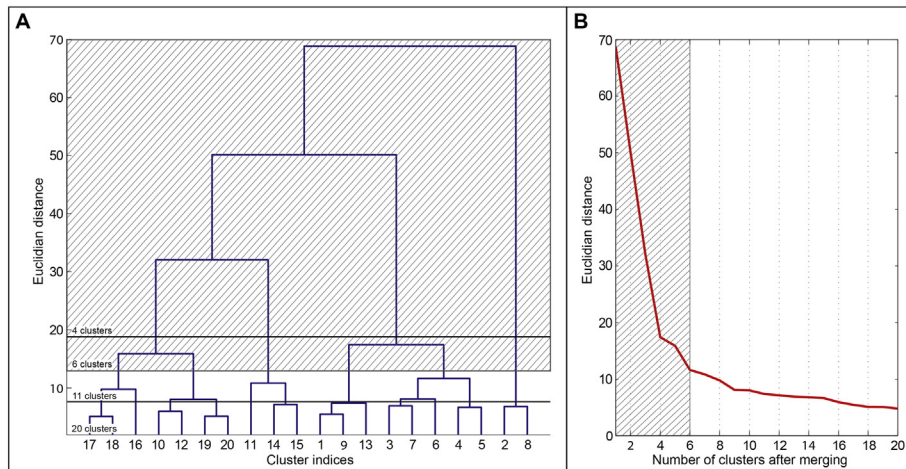 A
70
60
50
40
30
20
10
Euclidian distance
4 clusters
6 clusters
11 clusters
20 clusters
17 18 16 10 12 19 20 11 14 15 1 9 13 3 7 6 4 5 2 8
Cluster indices
B
70
60
50
40
30
20
10
0
Euclidian distance
2 4 6 8 10 12 14 16 18 20
Number of clusters after merging